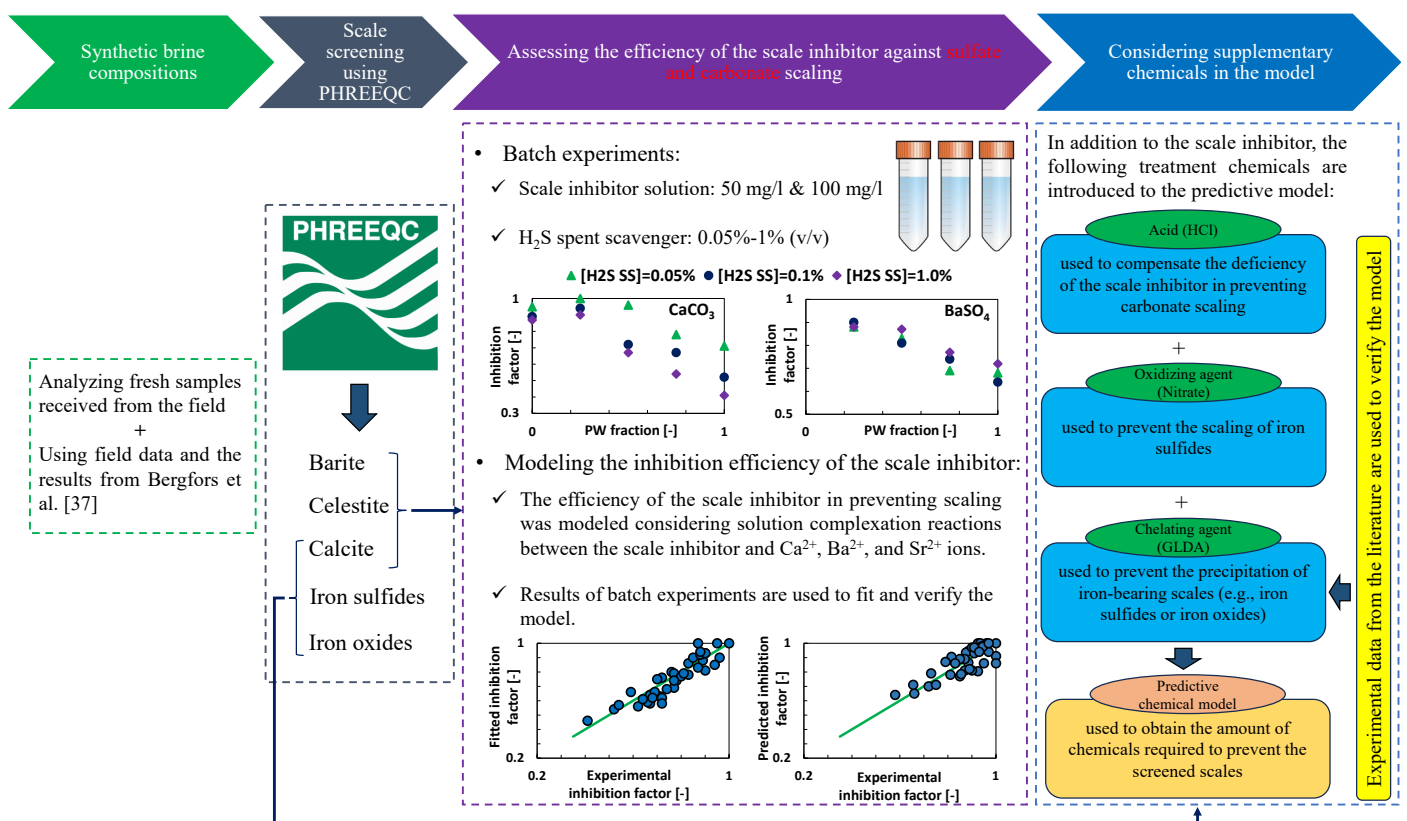 Synthetic brine
compositions
Scale
screening
using
PHREEQC
Assessing the efficiency of the scale inhibitor against sulfate
and carbonate scaling
Considering supplementary
chemicals in the model
Analyzing fresh samples
received from the field
+
Using field data and the
results from Bergfors et
al. [37]
PHREEQC
Barite
Celestite
Calcite
Iron sulfides
Iron oxides
• Batch experiments:
✓ Scale inhibitor solution: 50 mg/l & 100 mg/l
✓ H₂S spent scavenger: 0.05%-1% (v/v)
[H2S SS]=0.05% [H2S SS]=0.1% [H2S SS]=1.0%
1
CaCO₃
Inhibition
factor [-]
0.3
0
PW fraction [-]
1
1
BaSO₄
Inhibition
factor [-]
0.5
0
PW fraction [-]
1
• Modeling the inhibition efficiency of the scale inhibitor:
✓ The efficiency of the scale inhibitor in preventing scaling
was modeled considering solution complexation reactions
between the scale inhibitor and Ca²⁺, Ba²⁺, and Sr²⁺ ions.
✓ Results of batch experiments are used to fit and verify the
model.
1
Fitted inhibition
factor [-]
0.2
0.2
Experimental
inhibition factor [-]
1
1
Predicted inhibition
factor [-]
0.2
0.2
Experimental
inhibition factor [-]
1
In addition to the scale inhibitor, the
following treatment chemicals are
introduced to the predictive model:
Acid (HCl)
used to compensate the deficiency
of the scale inhibitor in preventing
carbonate scaling
+
Oxidizing agent
(Nitrate)
used to prevent the scaling of iron
sulfides
+
Chelating agent
(GLDA)
used to prevent the precipitation of
iron-bearing scales (e.g., iron
sulfides or iron oxides)
Predictive
chemical model
used to obtain the amount of
chemicals required to prevent the
screened scales
Experimental data from the literature are used to verify the model